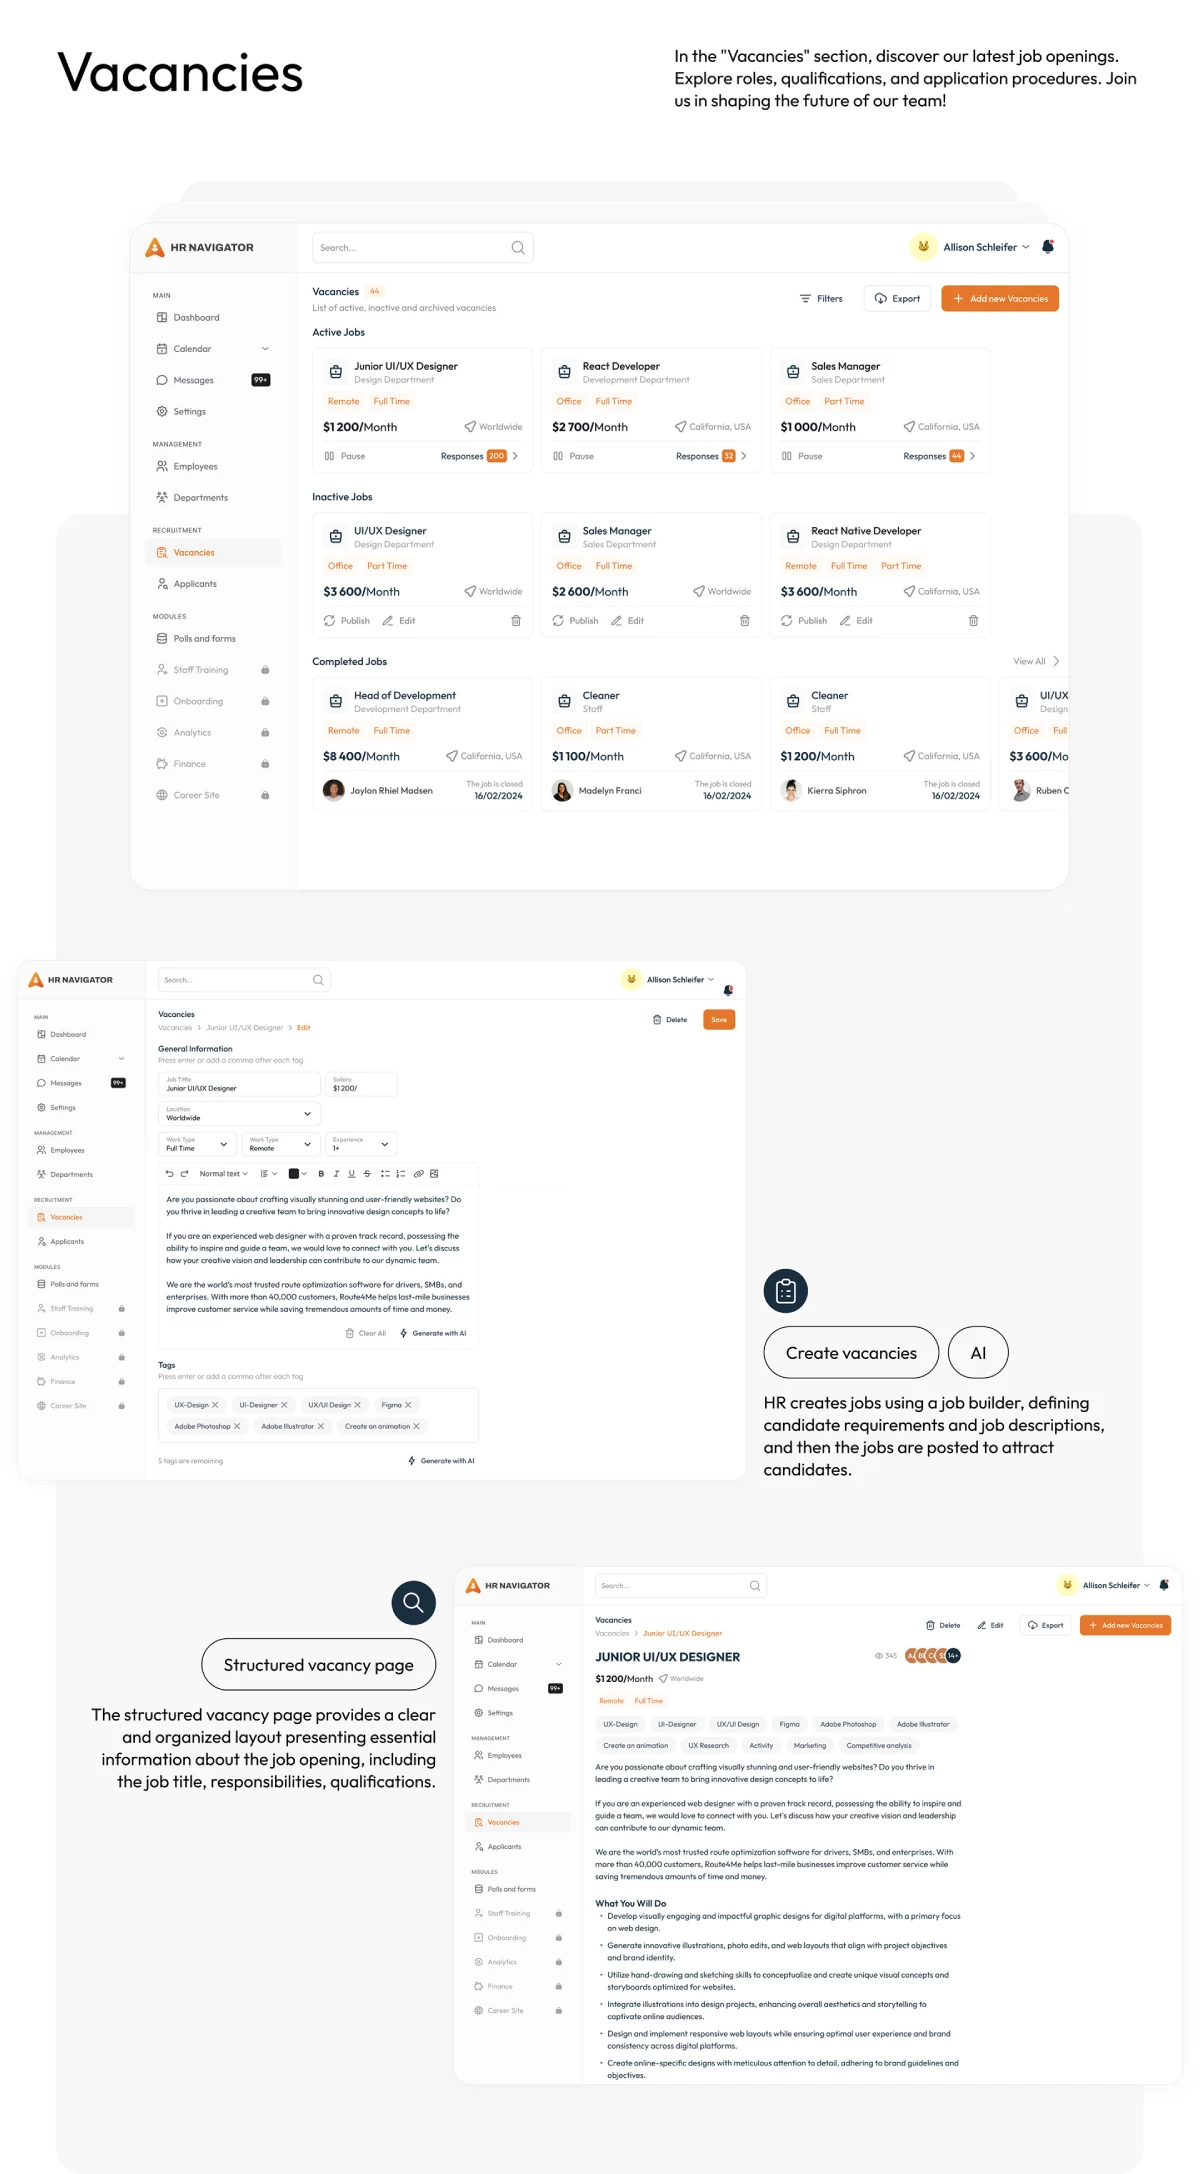 Vacancies
In the "Vacancies" section, discover our latest job openings.
Explore roles, qualifications, and application procedures. Join
us in shaping the future of our team!
HR NAVIGATOR
Search...
Allison Schleifer
MAIN
Dashboard
Calendar
Messages 99+
Settings
MANAGEMENT
Employees
Departments
RECRUITMENT
Vacancies
Applicants
MODULES
Polls and forms
Staff Training
Onboarding
Analytics
Finance
Career Site
Vacancies 44
List of active, inactive and archived vacancies
Filters Export + Add new Vacancies
Active Jobs
Junior UI/UX Designer
Design Department
Remote Full Time
$1 200/Month Worldwide
Pause Responses 200
React Developer
Development Department
Office Full Time
$2 700/Month California, USA
Pause Responses 32
Sales Manager
Sales Department
Office Part Time
$1 000/Month California, USA
Pause Responses 44
Inactive Jobs
UI/UX Designer
Design Department
Office Part Time
$3 600/Month Worldwide
Publish Edit
Sales Manager
Sales Department
Office Full Time
$2 600/Month Worldwide
Publish Edit
React Native Developer
Design Department
Remote Full Time Part Time
$3 600/Month California, USA
Publish Edit
Completed Jobs View All
Head of Development
Development Department
Remote Full Time
$8 400/Month California, USA
Jaylon Rhiel Madsen
The job is closed
16/02/2024
Cleaner
Staff
Office Part Time
$1 100/Month California, USA
Madelyn Franci
The job is closed
16/02/2024
Cleaner
Staff
Office Full Time
$1 200/Month California, USA
Kierra Siphron
The job is closed
16/02/2024
UI/UX
Design
Office Full
$3 600/Mo
Ruben C
HR NAVIGATOR
Search...
Allison Schleifer
MAIN
Dashboard
Calendar
Messages 99+
Settings
MANAGEMENT
Employees
Departments
RECRUITMENT
Vacancies
Applicants
MODULES
Polls and forms
Staff Training
Onboarding
Analytics
Finance
Career Site
Vacancies
Vacancies > Junior UI/UX Designer > Edit
Delete Save
General Information
Press enter or add a comma after each tag
Job Tittle
Junior UI/UX Designer
Sallary
$1 200/
Location
Worldwide
Work Type
Full Time
Work Type
Remote
Experience
1+
Normal text B I U S
Are you passionate about crafting visually stunning and user-friendly websites? Do
you thrive in leading a creative team to bring innovative design concepts to life?
If you are an experienced web designer with a proven track record, possessing the
ability to inspire and guide a team, we would love to connect with you. Let's discuss
how your creative vision and leadership can contribute to our dynamic team.
We are the world's most trusted route optimization software for drivers, SMBs, and
enterprises. With more than 40,000 customers, Route4Me helps last-mile businesses
improve customer service while saving tremendous amounts of time and money.
Clear All Generate with AI
Tags
Press enter or add a comma after each tag
UX-Design UI-Designer UX/UI Design Figma
Adobe Photoshop Adobe Illustrator Create an animation
5 tags are remaining Generate with AI
Create vacancies AI
HR creates jobs using a job builder, defining
candidate requirements and job descriptions,
and then the jobs are posted to attract
candidates.
Structured vacancy page
The structured vacancy page provides a clear
and organized layout presenting essential
information about the job opening, including
the job title, responsibilities, qualifications.
HR NAVIGATOR
Search...
Allison Schleifer
MAIN
Dashboard
Calendar
Messages 99+
Settings
MANAGEMENT
Employees
Departments
RECRUITMENT
Vacancies
Applicants
MODULES
Polls and forms
Staff Training
Onboarding
Analytics
Finance
Career Site
Vacancies
Vacancies > Junior UI/UX Designer
Delete Edit Export + Add new Vacancies
JUNIOR UI/UX DESIGNER
345 14+
$1 200/Month Worldwide
Remote Full Time
UX-Design UI-Designer UX/UI Design Figma Adobe Photoshop Adobe Illustrator
Create an animation UX Research Activity Marketing Competitive analysis
Are you passionate about crafting visually stunning and user-friendly websites? Do you thrive in
leading a creative team to bring innovative design concepts to life?
If you are an experienced web designer with a proven track record, possessing the ability to inspire and
guide a team, we would love to connect with you. Let's discuss how your creative vision and leadership
can contribute to our dynamic team.
We are the world's most trusted route optimization software for drivers, SMBs, and enterprises. With
more than 40,000 customers, Route4Me helps last-mile businesses improve customer service while
saving tremendous amounts of time and money.
What You Will Do
• Develop visually engaging and impactful graphic designs for digital platforms, with a primary focus
on web design.
• Generate innovative illustrations, photo edits, and web layouts that align with project objectives
and brand identity.
• Utilize hand-drawing and sketching skills to conceptualize and create unique visual concepts and
storyboards optimized for websites.
• Integrate illustrations into design projects, enhancing overall aesthetics and storytelling to
captivate online audiences.
• Design and implement responsive web layouts while ensuring optimal user experience and brand
consistency across digital platforms.
• Create online-specific designs with meticulous attention to detail, adhering to brand guidelines and
objectives.